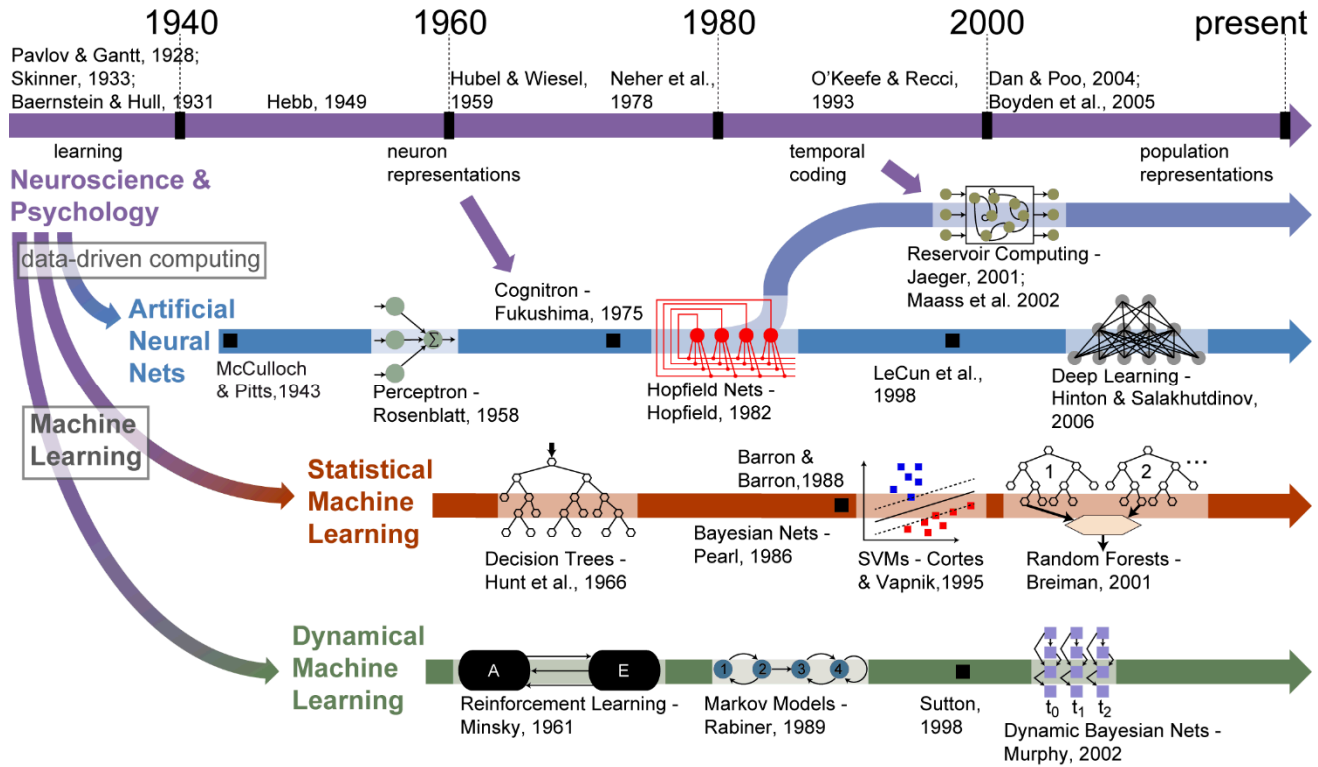 1940
1960
1980
2000
present
Pavlov & Gantt, 1928;
Skinner, 1933;
Baernstein & Hull, 1931
Hebb, 1949
Hubel & Wiesel,
1959
Neher et al.,
1978
O'Keefe & Recci,
1993
Dan & Poo, 2004;
Boyden et al., 2005
learning
neuron
representations
temporal
coding
population
representations
Neuroscience &
Psychology
data-driven computing
Reservoir Computing -
Jaeger, 2001;
Maass et al. 2002
Artificial
Neural
Nets
McCulloch
& Pitts,1943
Σ
Perceptron -
Rosenblatt, 1958
Cognitron -
Fukushima, 1975
Hopfield Nets -
Hopfield, 1982
LeCun et al.,
1998
Deep Learning -
Hinton & Salakhutdinov,
2006
Machine
Learning
Statistical
Machine
Learning
Decision Trees -
Hunt et al., 1966
Barron &
Barron,1988
Bayesian Nets -
Pearl, 1986
SVMs - Cortes
& Vapnik,1995
1
2
...
Random Forests -
Breiman, 2001
Dynamical
Machine
Learning
A
E
Reinforcement Learning -
Minsky, 1961
1 2 3 4
Markov Models -
Rabiner, 1989
Sutton,
1998
t0 t1 t2
Dynamic Bayesian Nets -
Murphy, 2002